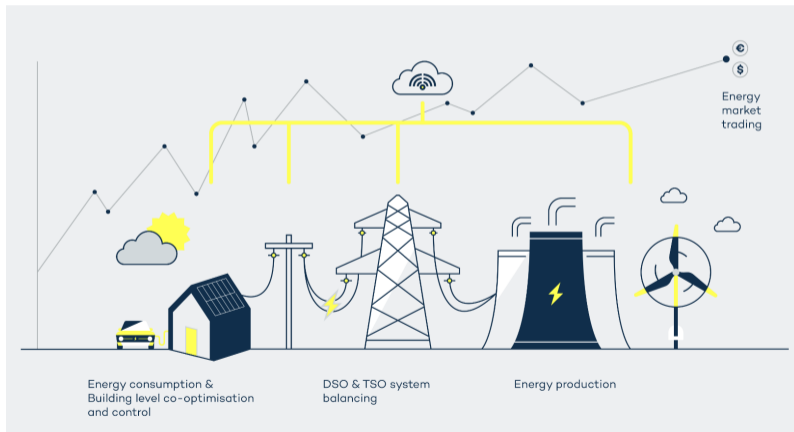 €
$
Energy
market
trading
Energy consumption &
Building level co-optimisation
and control
DSO & TSO system
balancing
Energy production